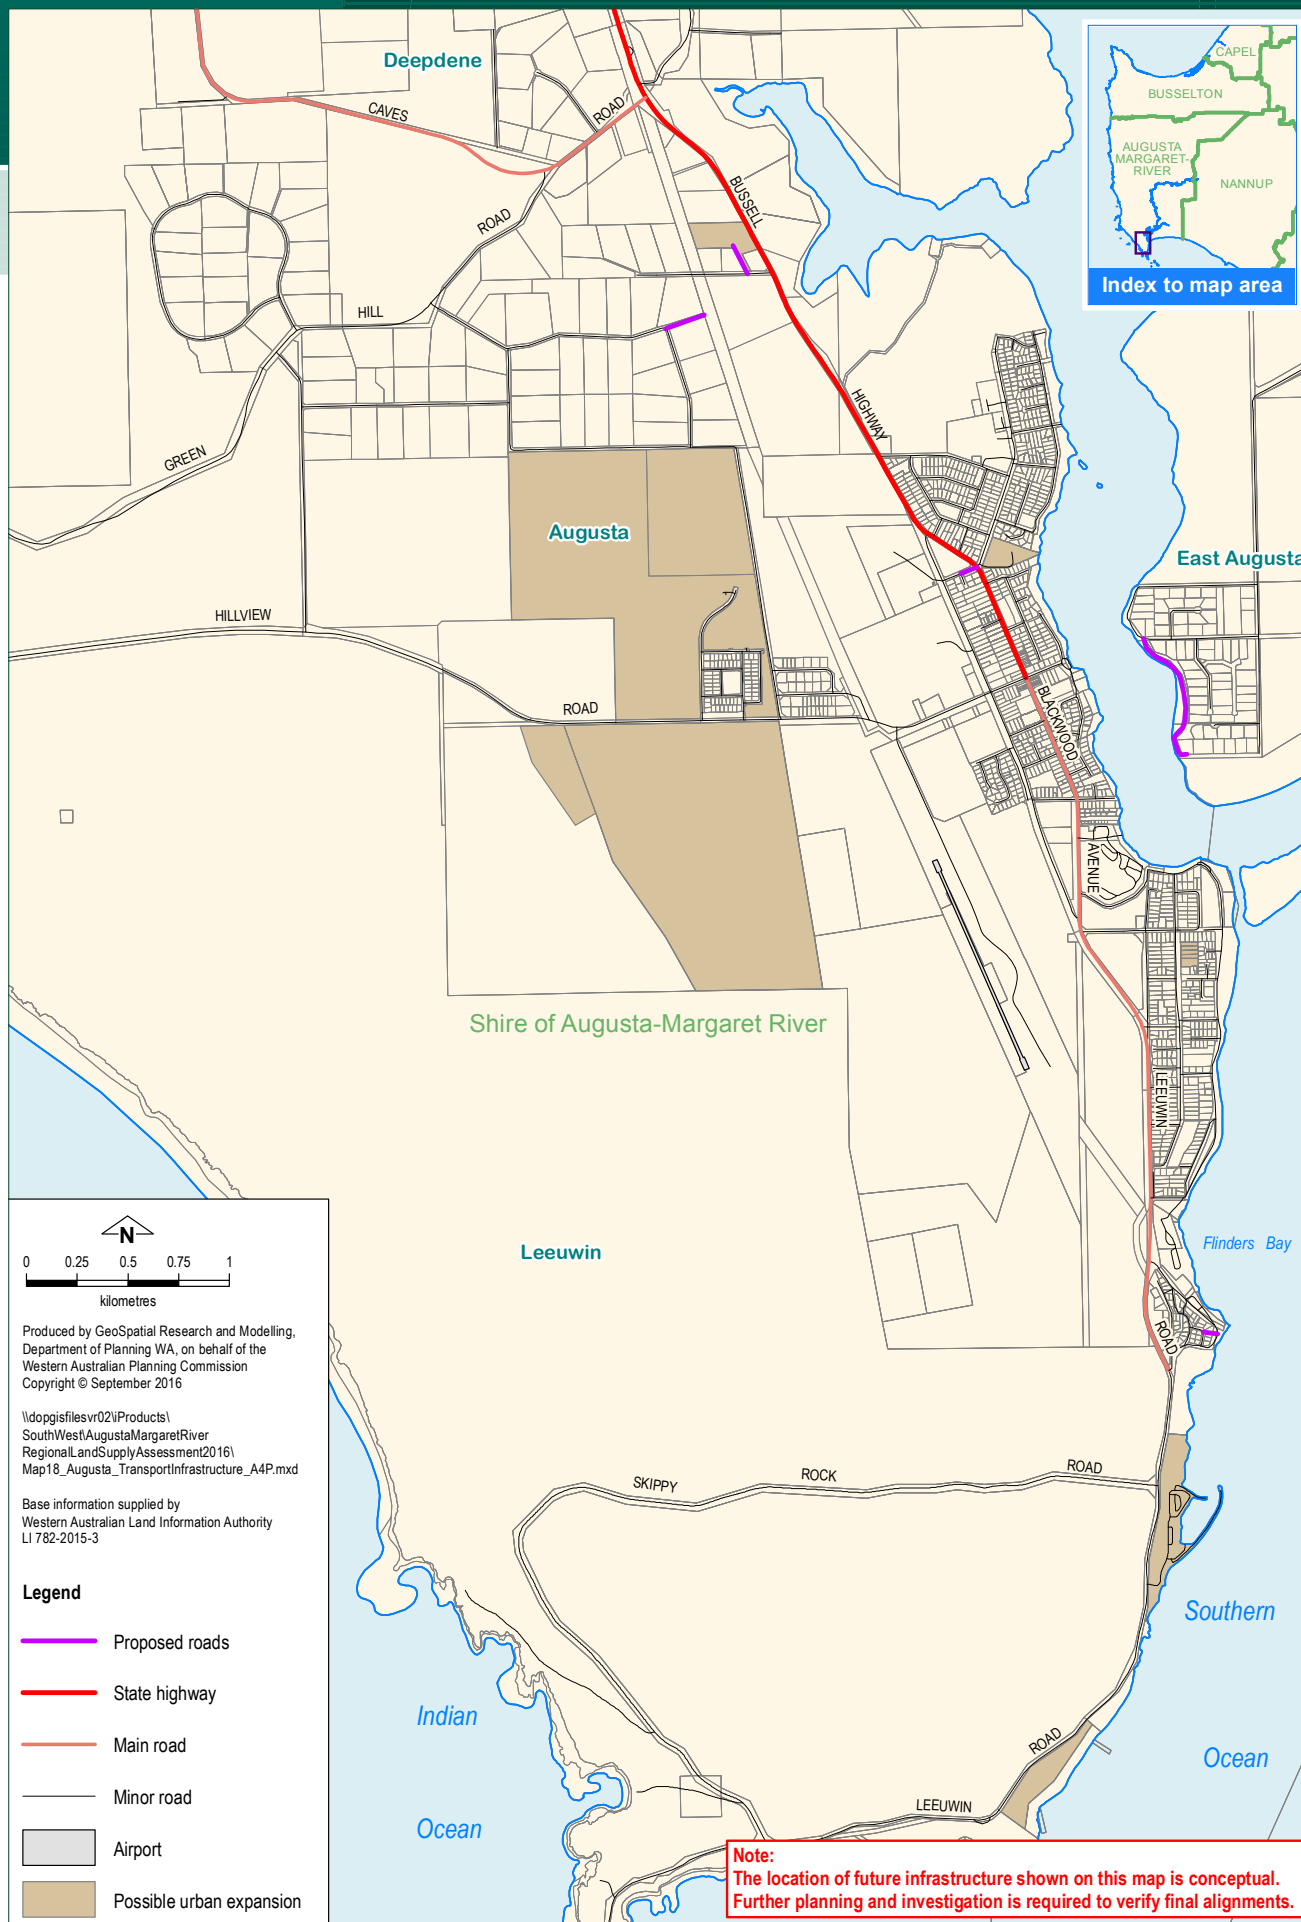 Deepdene
CAVES
ROAD
BUSSELL
HIGHWAY
ROAD
HILL
GREEN
CAPEL
BUSSELTON
AUGUSTA
MARGARET-
RIVER
NANNUP
Index to map area
Augusta
East Augusta
HILLVIEW
ROAD
BLACKWOOD
AVENUE
Shire of Augusta-Margaret River
LEEUWIN
ROAD
Leeuwin
Flinders Bay
SKIPPY
ROCK
ROAD
Southern
Ocean
Indian
Ocean
ROAD
LEEUWIN
N
0 0.25 0.5 0.75 1
kilometres
Produced by GeoSpatial Research and Modelling,
Department of Planning WA, on behalf of the
Western Australian Planning Commission
Copyright © September 2016
\\dopgisfilesvr02\iProducts\
SouthWest\AugustaMargaretRiver
RegionalLandSupplyAssessment2016\
Map18_Augusta_TransportInfrastructure_A4P.mxd
Base information supplied by
Western Australian Land Information Authority
LI 782-2015-3
Legend
Proposed roads
State highway
Main road
Minor road
Airport
Possible urban expansion
Note:
The location of future infrastructure shown on this map is conceptual.
Further planning and investigation is required to verify final alignments.